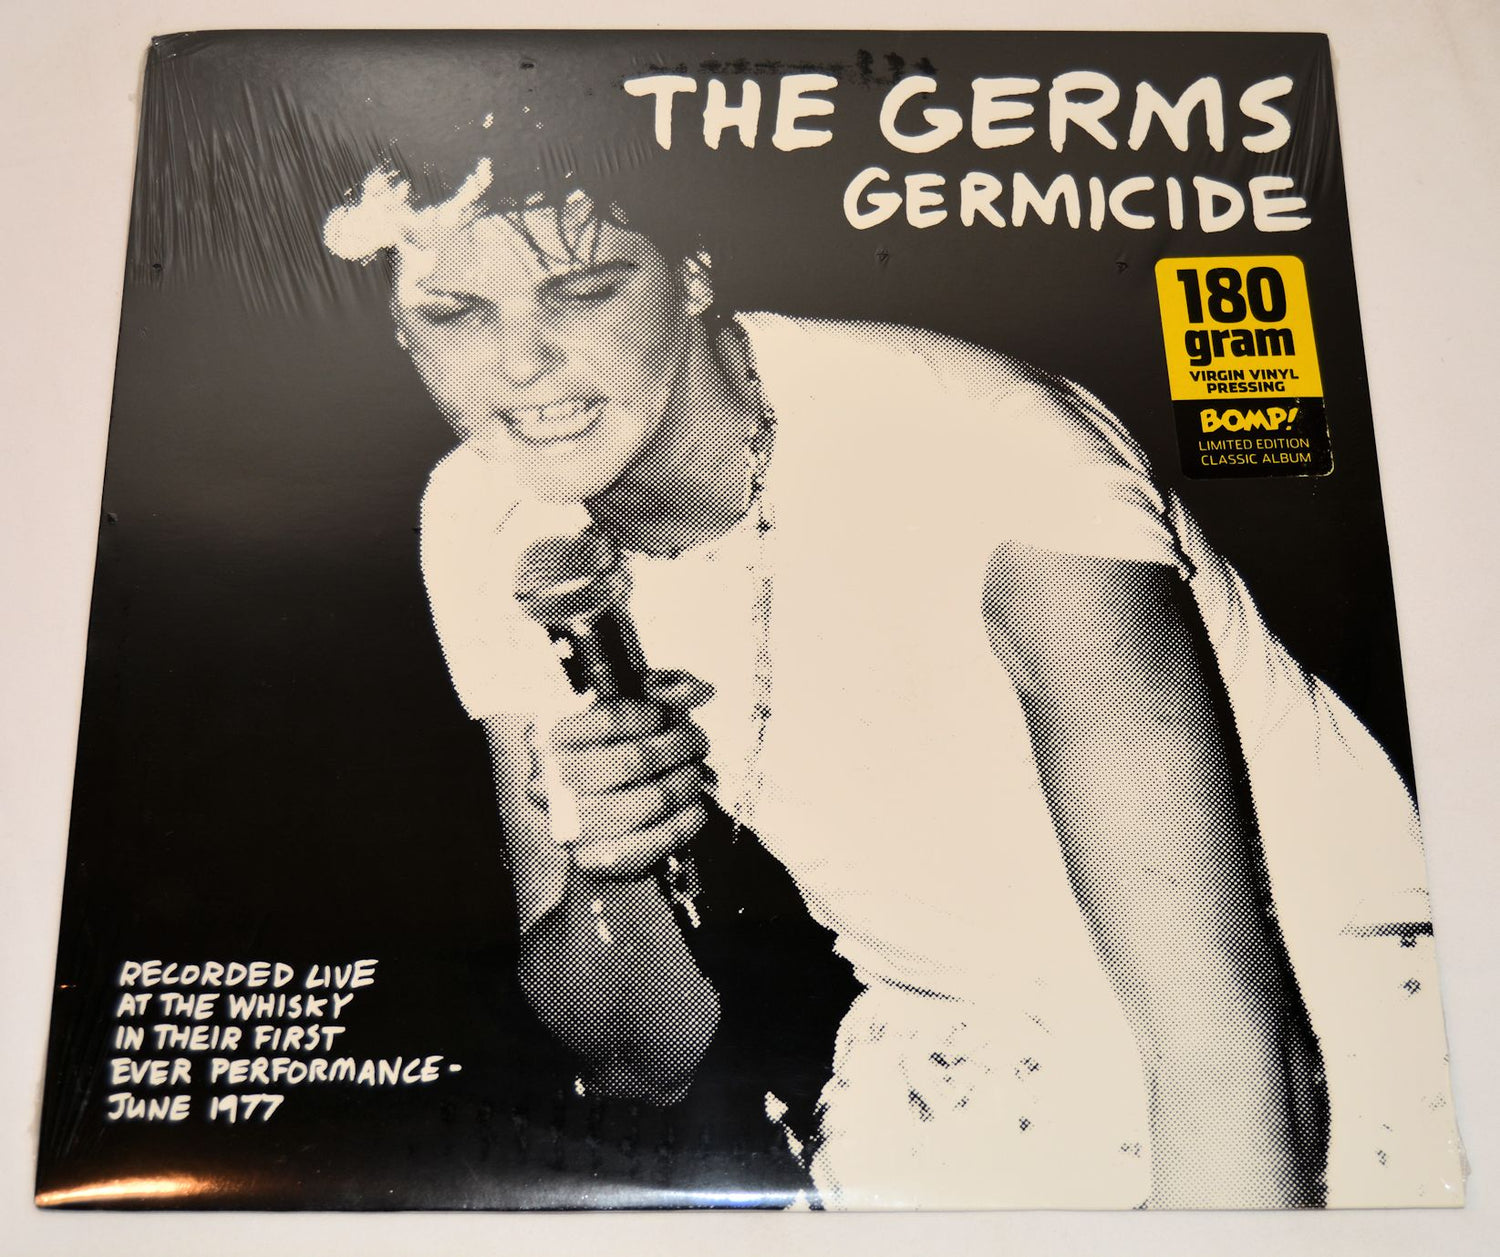 THE GERMS
GERMICIDE
180
gram
VIRGIN VINYL
PRESSING
BOMP!
LIMITED EDITION
CLASSIC ALBUM
RECORDED LIVE
AT THE WHISKY
IN THEIR FIRST
EVER PERFORMANCE-
JUNE 1977